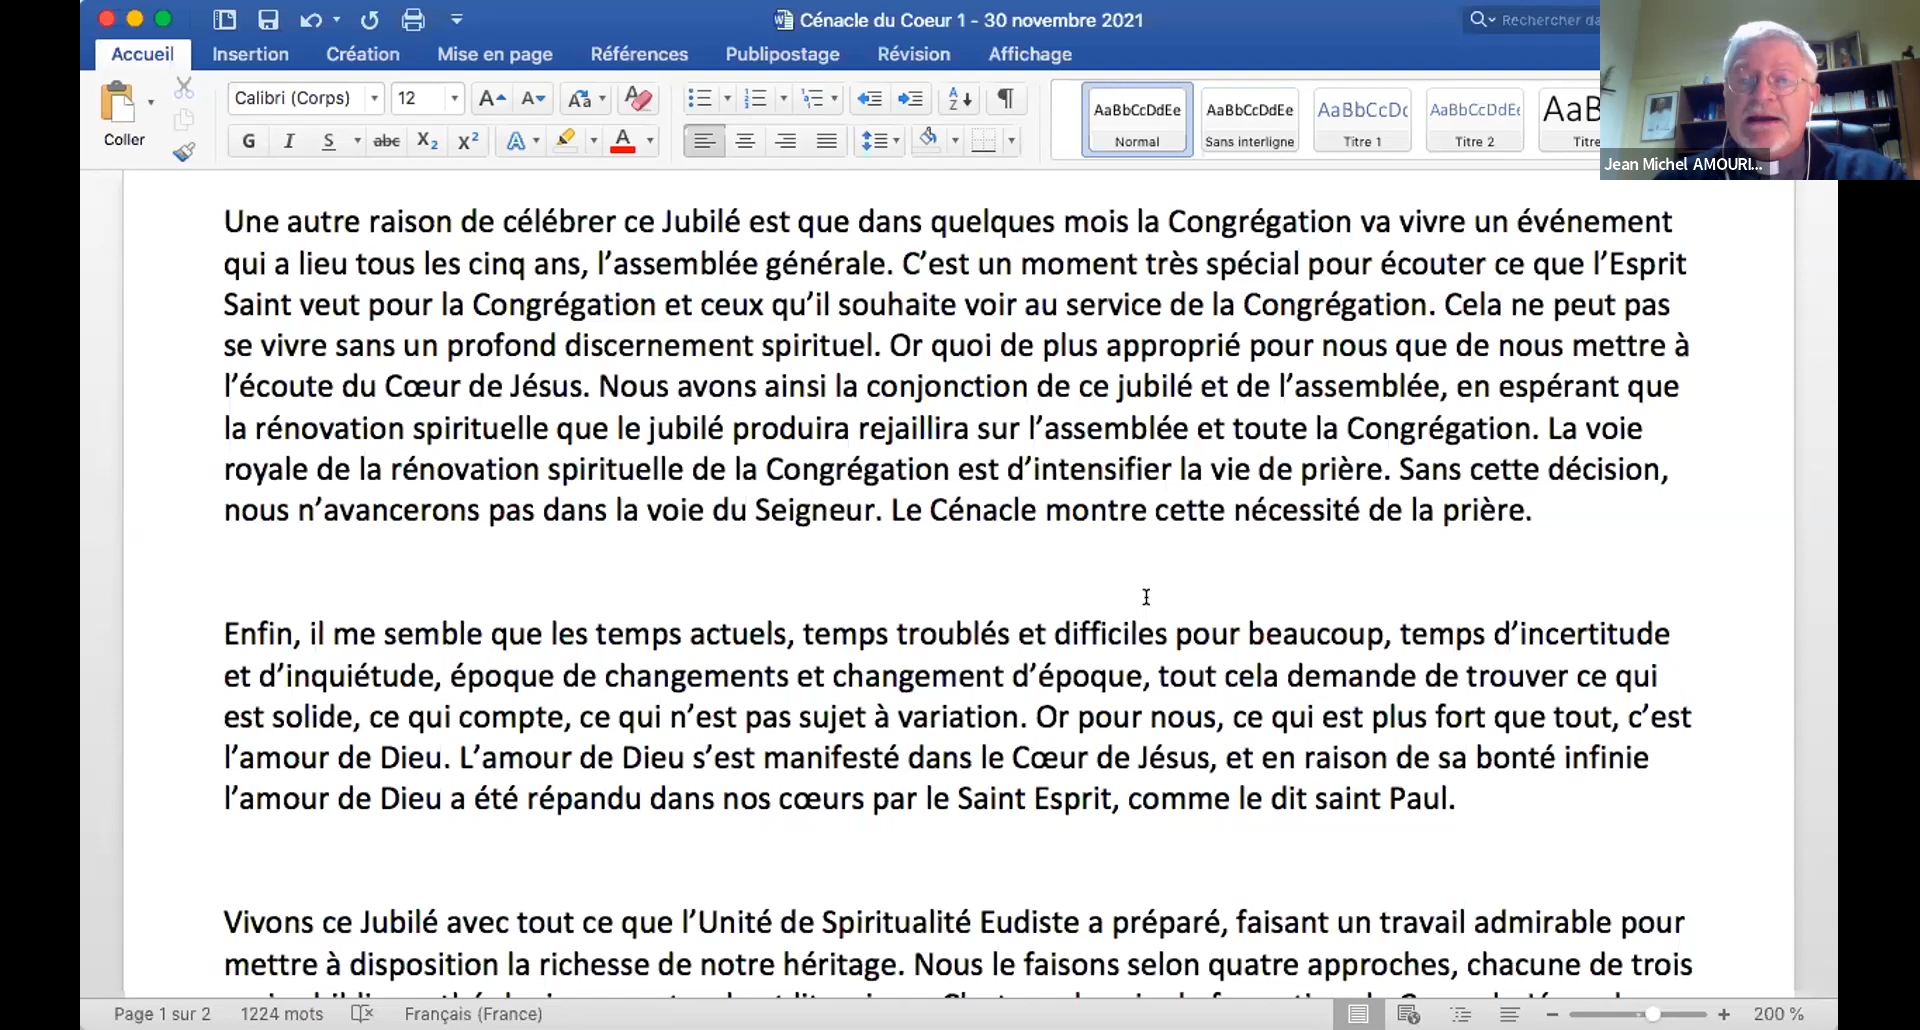 Cénacle du Coeur 1 - 30 novembre 2021
Rechercher da
Accueil Insertion Création Mise en page Références Publipostage Révision Affichage
Coller
Calibri (Corps) 12
G I S abc X₂ X²
AaBbCcDdEe AaBbCcDdEe AaBbCcDc AaBbCcDdEe AaB
Normal Sans interligne Titre 1 Titre 2 Titre
Jean Michel AMOURI...
Une autre raison de célébrer ce Jubilé est que dans quelques mois la Congrégation va vivre un événement
qui a lieu tous les cinq ans, l’assemblée générale. C’est un moment très spécial pour écouter ce que l’Esprit
Saint veut pour la Congrégation et ceux qu’il souhaite voir au service de la Congrégation. Cela ne peut pas
se vivre sans un profond discernement spirituel. Or quoi de plus approprié pour nous que de nous mettre à
l’écoute du Cœur de Jésus. Nous avons ainsi la conjonction de ce jubilé et de l’assemblée, en espérant que
la rénovation spirituelle que le jubilé produira rejaillira sur l’assemblée et toute la Congrégation. La voie
royale de la rénovation spirituelle de la Congrégation est d’intensifier la vie de prière. Sans cette décision,
nous n’avancerons pas dans la voie du Seigneur. Le Cénacle montre cette nécessité de la prière.
Enfin, il me semble que les temps actuels, temps troublés et difficiles pour beaucoup, temps d’incertitude
et d’inquiétude, époque de changements et changement d’époque, tout cela demande de trouver ce qui
est solide, ce qui compte, ce qui n’est pas sujet à variation. Or pour nous, ce qui est plus fort que tout, c’est
l’amour de Dieu. L’amour de Dieu s’est manifesté dans le Cœur de Jésus, et en raison de sa bonté infinie
l’amour de Dieu a été répandu dans nos cœurs par le Saint Esprit, comme le dit saint Paul.
Vivons ce Jubilé avec tout ce que l’Unité de Spiritualité Eudiste a préparé, faisant un travail admirable pour
mettre à disposition la richesse de notre héritage. Nous le faisons selon quatre approches, chacune de trois
Page 1 sur 2 1224 mots Français (France) 200 %